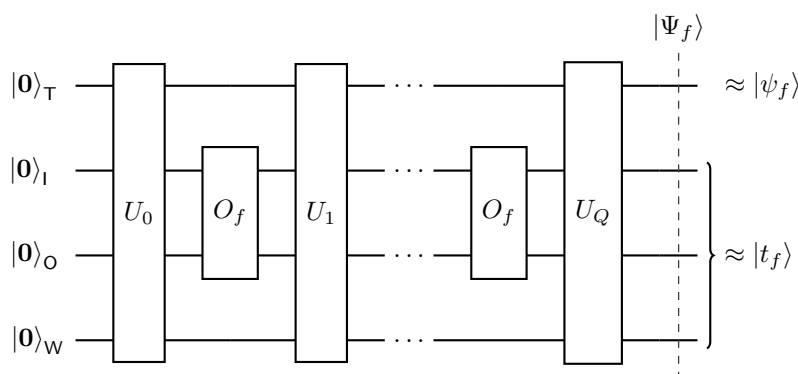 |Ψ_f⟩
|𝟎⟩_T ⋯ ≈ |ψ_f⟩
|𝟎⟩_I
U_0 O_f U_1 O_f U_Q
|𝟎⟩_O ⋯ ≈ |t_f⟩
|𝟎⟩_W ⋯